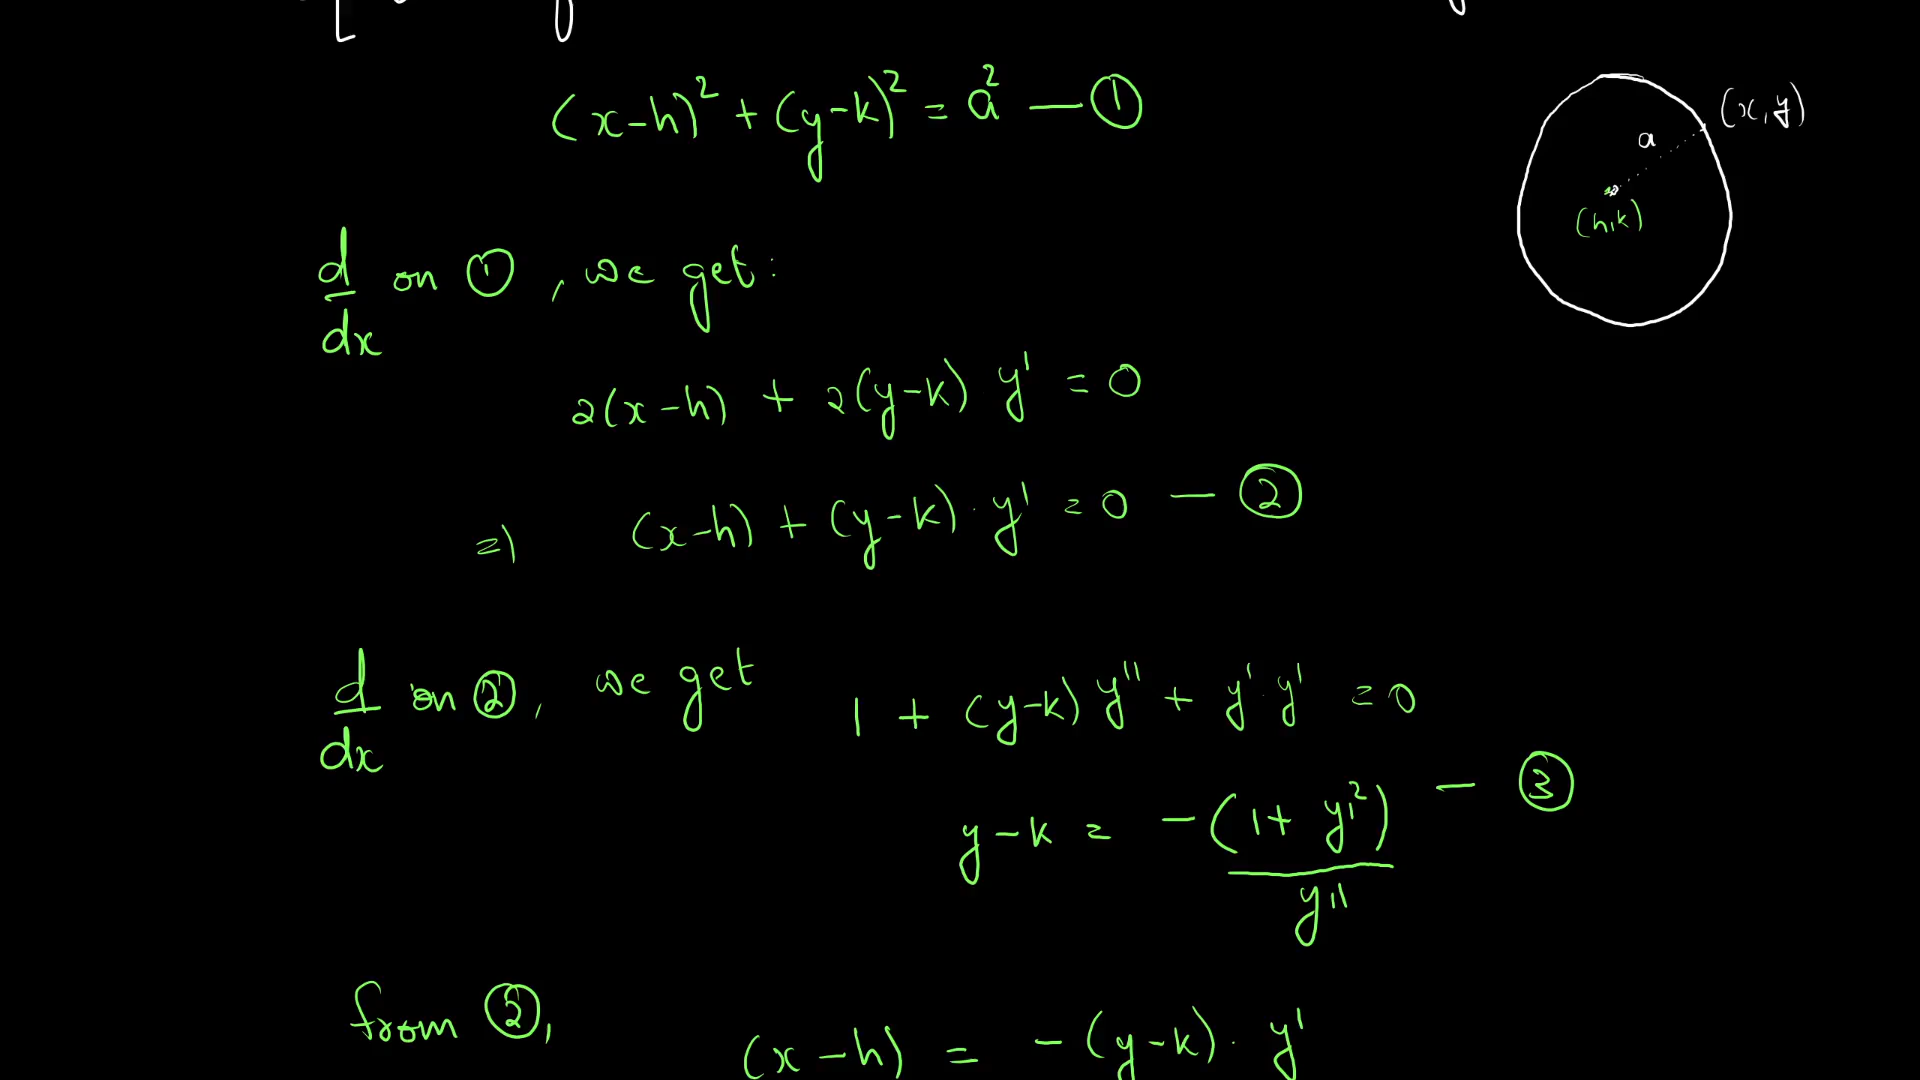 (x-h)² + (y-k)² = a² — ①
(x,y)
a
(h,k)
d/dx on ①, we get:
2(x-h) + 2(y-k) y' = 0
=) (x-h) + (y-k)·y' = 0 — ②
d/dx on ②, we get 1 + (y-k) y'' + y'·y' = 0
y-k = -(1+y'²)/y'' — ③
from ②,
(x-h) = -(y-k)·y'